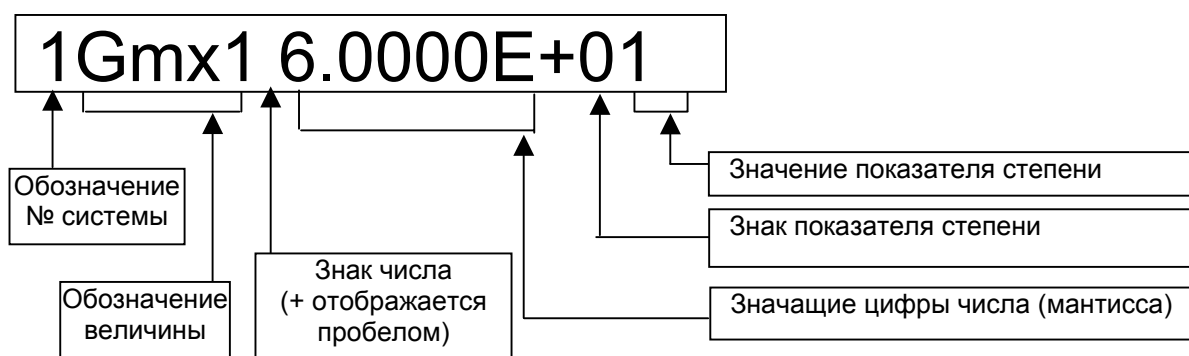 1Gmx1 6.0000E+01
Обозначение
№ системы
Обозначение
величины
Знак числа
(+ отображается
пробелом)
Значение показателя степени
Знак показателя степени
Значащие цифры числа (мантисса)